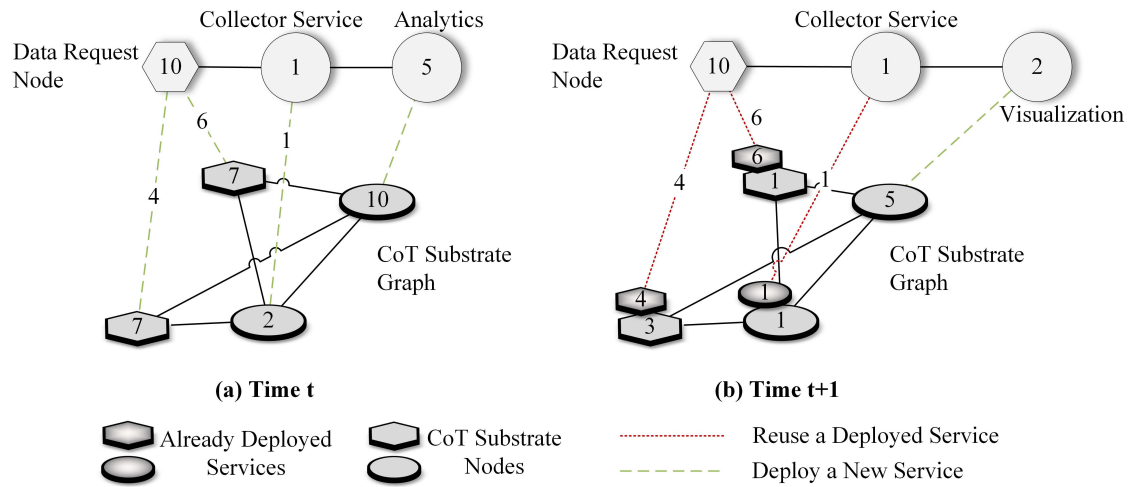 Collector Service
Analytics
Data Request
Node
10
1
5
6
1
4
7
10
7
2
CoT Substrate
Graph
(a) Time t
Collector Service
Data Request
Node
10
1
2
Visualization
6
6
1
1
4
5
4
3
1
1
CoT Substrate
Graph
(b) Time t+1
Already Deployed
Services
CoT Substrate
Nodes
Reuse a Deployed Service
Deploy a New Service